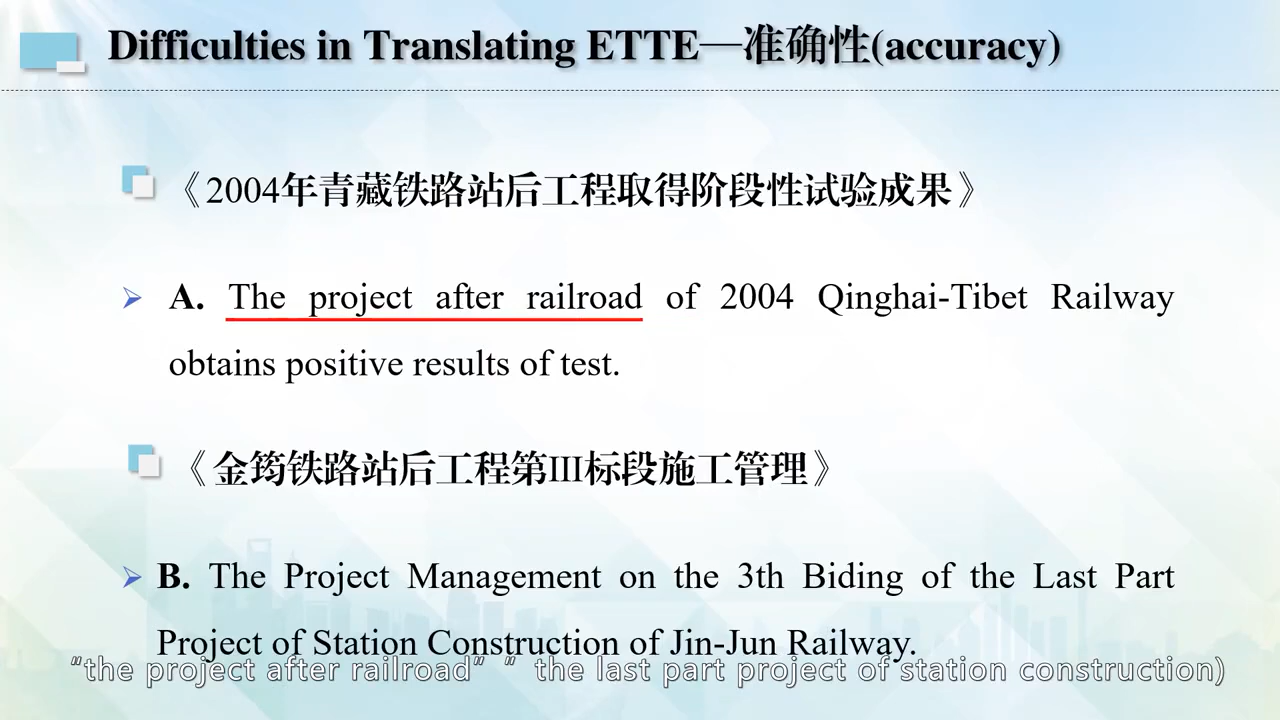 Difficulties in Translating ETTE—准确性(accuracy)
《2004年青藏铁路站后工程取得阶段性试验成果》
A. The project after railroad of 2004 Qinghai-Tibet Railway
obtains positive results of test.
《金筠铁路站后工程第III标段施工管理》
B. The Project Management on the 3th Biding of the Last Part
Project of Station Construction of Jin-Jun Railway.
“the project after railroad” ” the last part project of station construction)